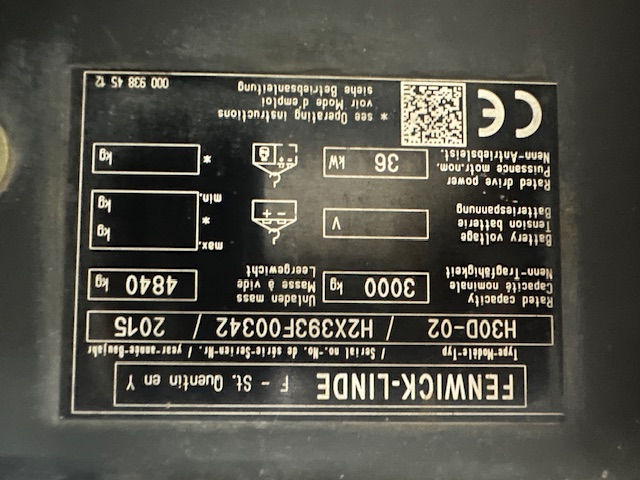 FENWICK-LINDE F - St. Quentin en Y
Type-Modèle-Typ / Serial no.-No. de série-Serien-Nr. / year-année-Baujahr
H30D-02 / H2X393F00342 / 2015
Rated capacity
Capacité nominale
Nenn-Tragfähigkeit
3000 kg
Unladen mass
Masse à vide
Leergewicht
4840 kg
Battery voltage
Tension batterie
Batteriespannung
V
max.
*
min.
kg
kg
Rated drive power
Puissance motr.nom.
Nenn-Antriebsleist.
36 kW
*
kg
CE
* see Operating instructions
voir Mode d'emploi
siehe Betriebsanleitung
000 938 45 12